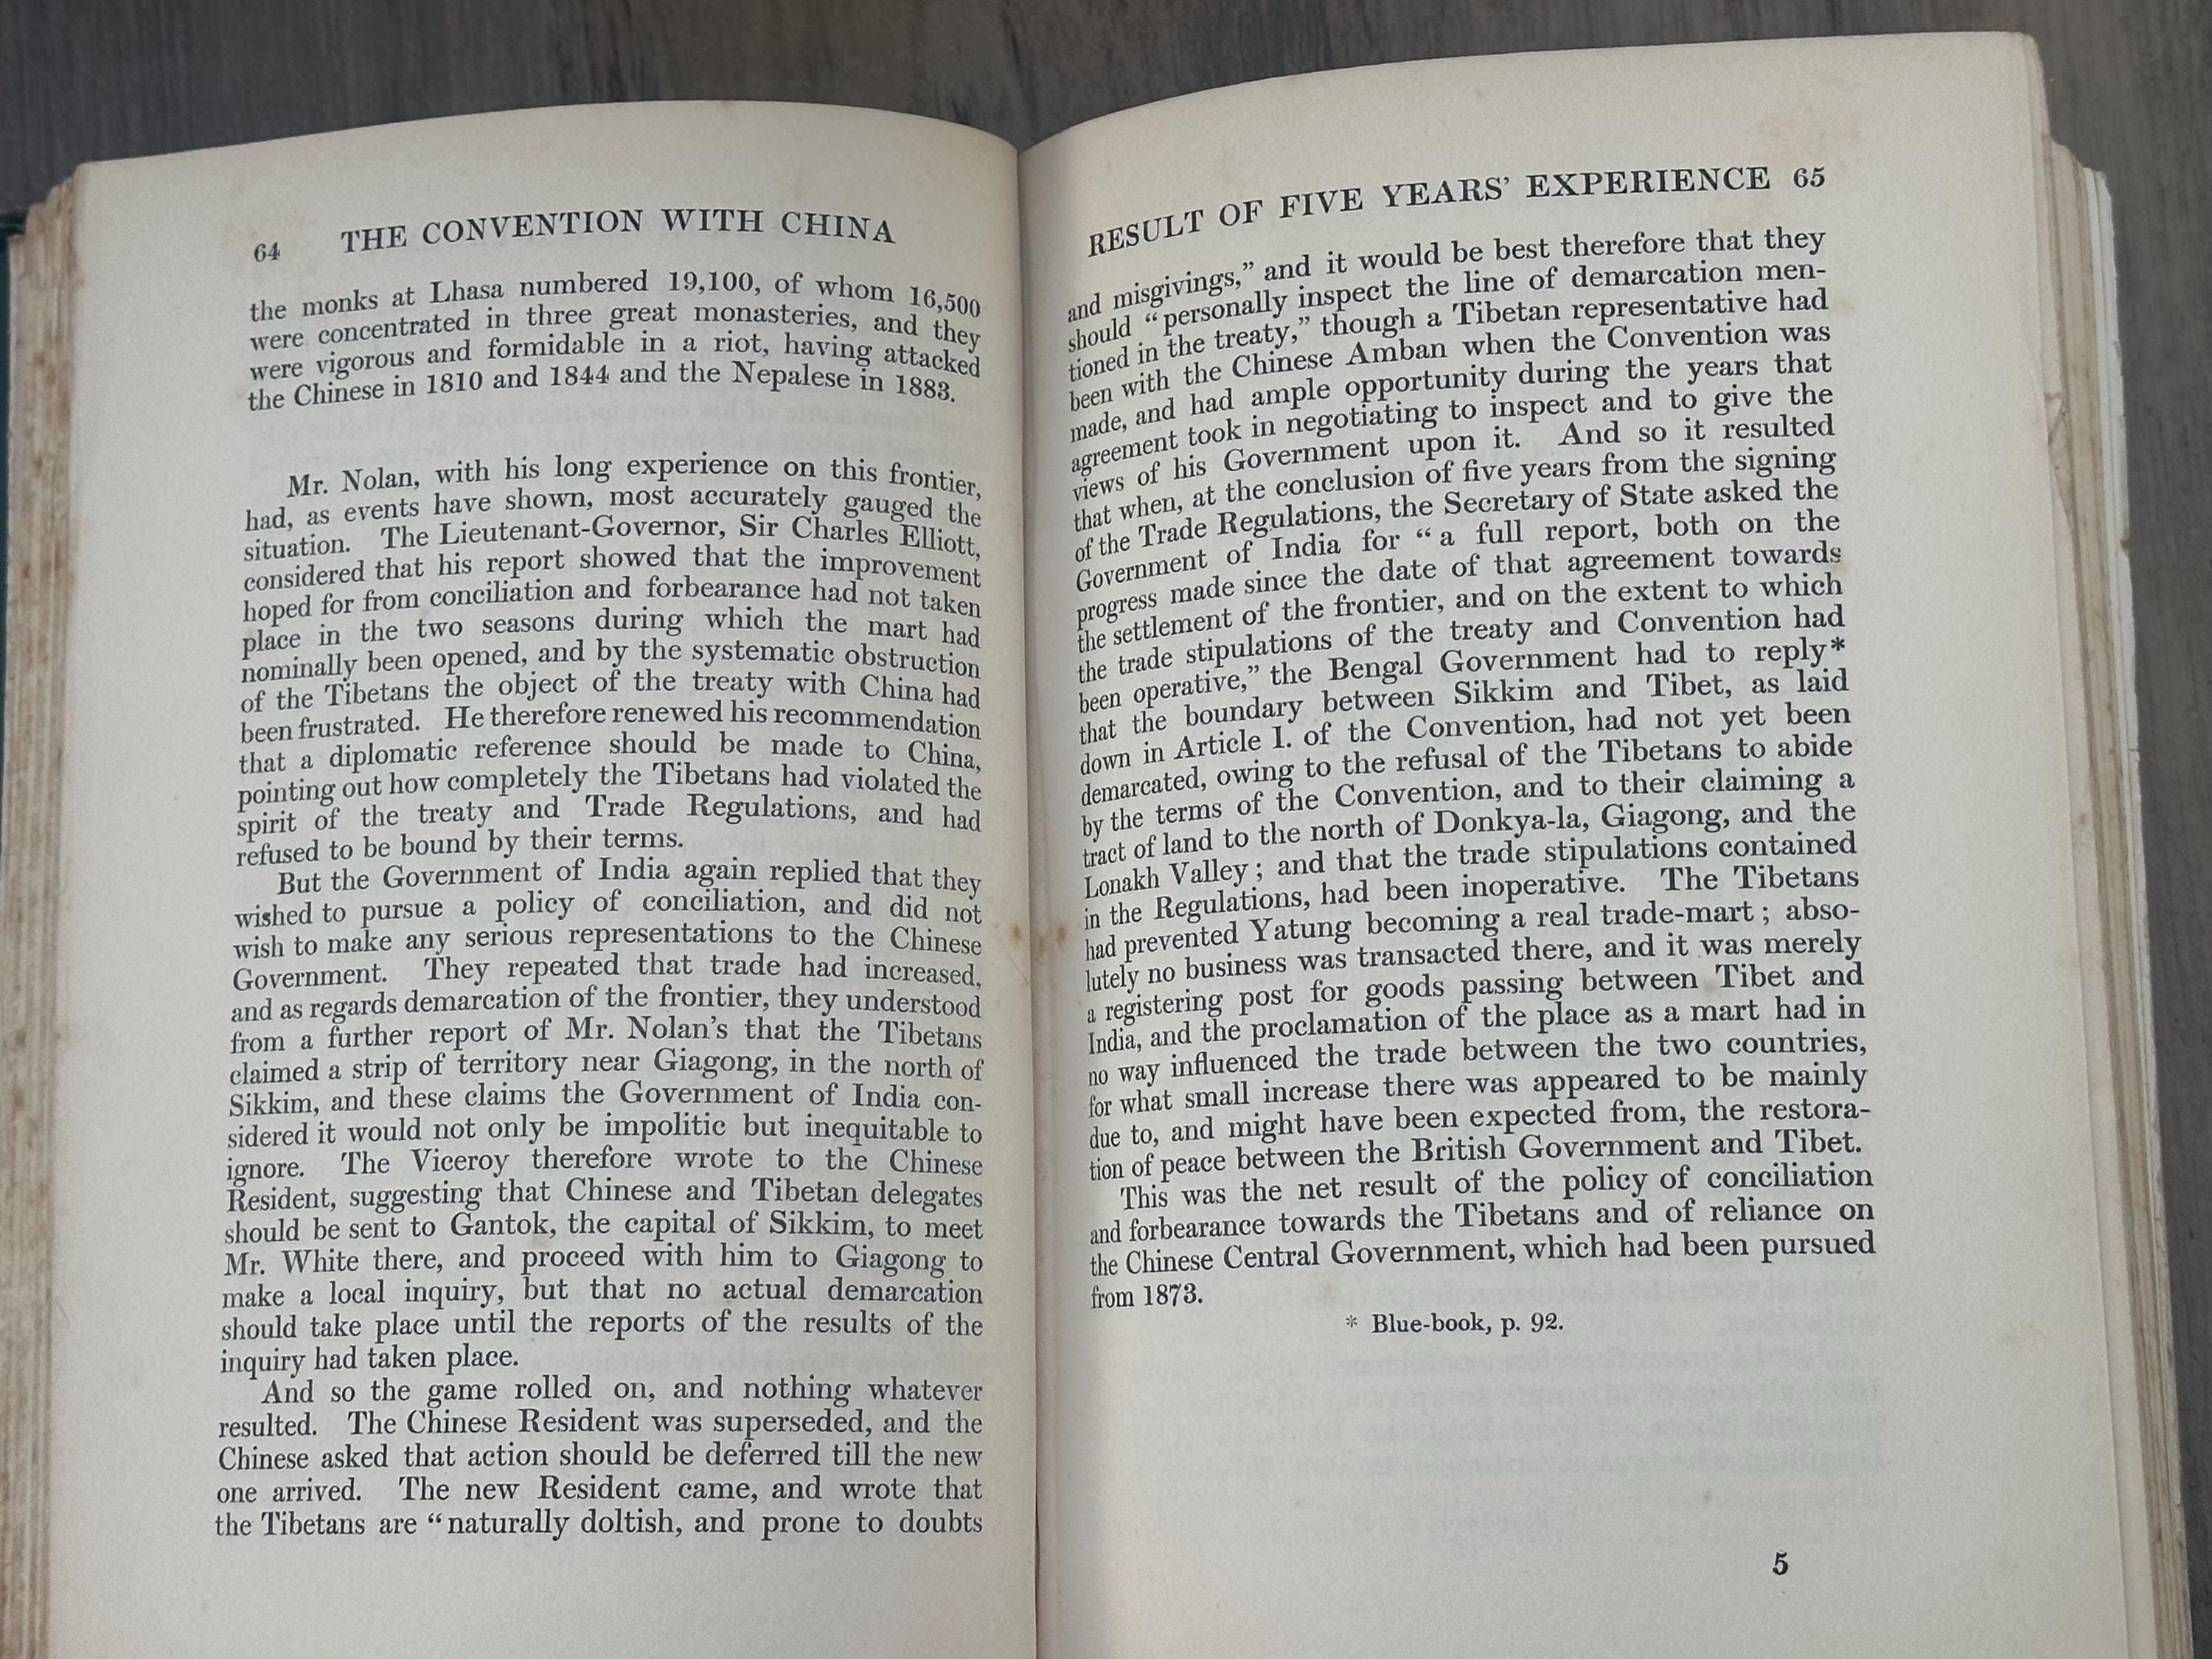 64 THE CONVENTION WITH CHINA
the monks at Lhasa numbered 19,100, of whom 16,500
were concentrated in three great monasteries, and they
were vigorous and formidable in a riot, having attacked
the Chinese in 1810 and 1844 and the Nepalese in 1883.
Mr. Nolan, with his long experience on this frontier,
had, as events have shown, most accurately gauged the
situation. The Lieutenant-Governor, Sir Charles Elliott,
considered that his report showed that the improvement
hoped for from conciliation and forbearance had not taken
place in the two seasons during which the mart had
nominally been opened, and by the systematic obstruction
of the Tibetans the object of the treaty with China had
been frustrated. He therefore renewed his recommendation
that a diplomatic reference should be made to China,
pointing out how completely the Tibetans had violated the
spirit of the treaty and Trade Regulations, and had
refused to be bound by their terms.
But the Government of India again replied that they
wished to pursue a policy of conciliation, and did not
wish to make any serious representations to the Chinese
Government. They repeated that trade had increased,
and as regards demarcation of the frontier, they understood
from a further report of Mr. Nolan's that the Tibetans
claimed a strip of territory near Giagong, in the north of
Sikkim, and these claims the Government of India con-
sidered it would not only be impolitic but inequitable to
ignore. The Viceroy therefore wrote to the Chinese
Resident, suggesting that Chinese and Tibetan delegates
should be sent to Gantok, the capital of Sikkim, to meet
Mr. White there, and proceed with him to Giagong to
make a local inquiry, but that no actual demarcation
should take place until the reports of the results of the
inquiry had taken place.
And so the game rolled on, and nothing whatever
resulted. The Chinese Resident was superseded, and the
Chinese asked that action should be deferred till the new
one arrived. The new Resident came, and wrote that
the Tibetans are "naturally doltish, and prone to doubts
RESULT OF FIVE YEARS' EXPERIENCE 65
and misgivings," and it would be best therefore that they
should "personally inspect the line of demarcation men-
tioned in the treaty," though a Tibetan representative had
been with the Chinese Amban when the Convention was
made, and had ample opportunity during the years that
agreement took in negotiating to inspect and to give the
views of his Government upon it. And so it resulted
that when, at the conclusion of five years from the signing
of the Trade Regulations, the Secretary of State asked the
Government of India for "a full report, both on the
progress made since the date of that agreement towards
the settlement of the frontier, and on the extent to which
the trade stipulations of the treaty and Convention had
been operative," the Bengal Government had to reply*
that the boundary between Sikkim and Tibet, as laid
down in Article I. of the Convention, had not yet been
demarcated, owing to the refusal of the Tibetans to abide
by the terms of the Convention, and to their claiming a
tract of land to the north of Donkya-la, Giagong, and the
Lonakh Valley; and that the trade stipulations contained
in the Regulations, had been inoperative. The Tibetans
had prevented Yatung becoming a real trade-mart; abso-
lutely no business was transacted there, and it was merely
a registering post for goods passing between Tibet and
India, and the proclamation of the place as a mart had in
no way influenced the trade between the two countries,
for what small increase there was appeared to be mainly
due to, and might have been expected from, the restora-
tion of peace between the British Government and Tibet.
This was the net result of the policy of conciliation
and forbearance towards the Tibetans and of reliance on
the Chinese Central Government, which had been pursued
from 1873.
* Blue-book, p. 92.
5